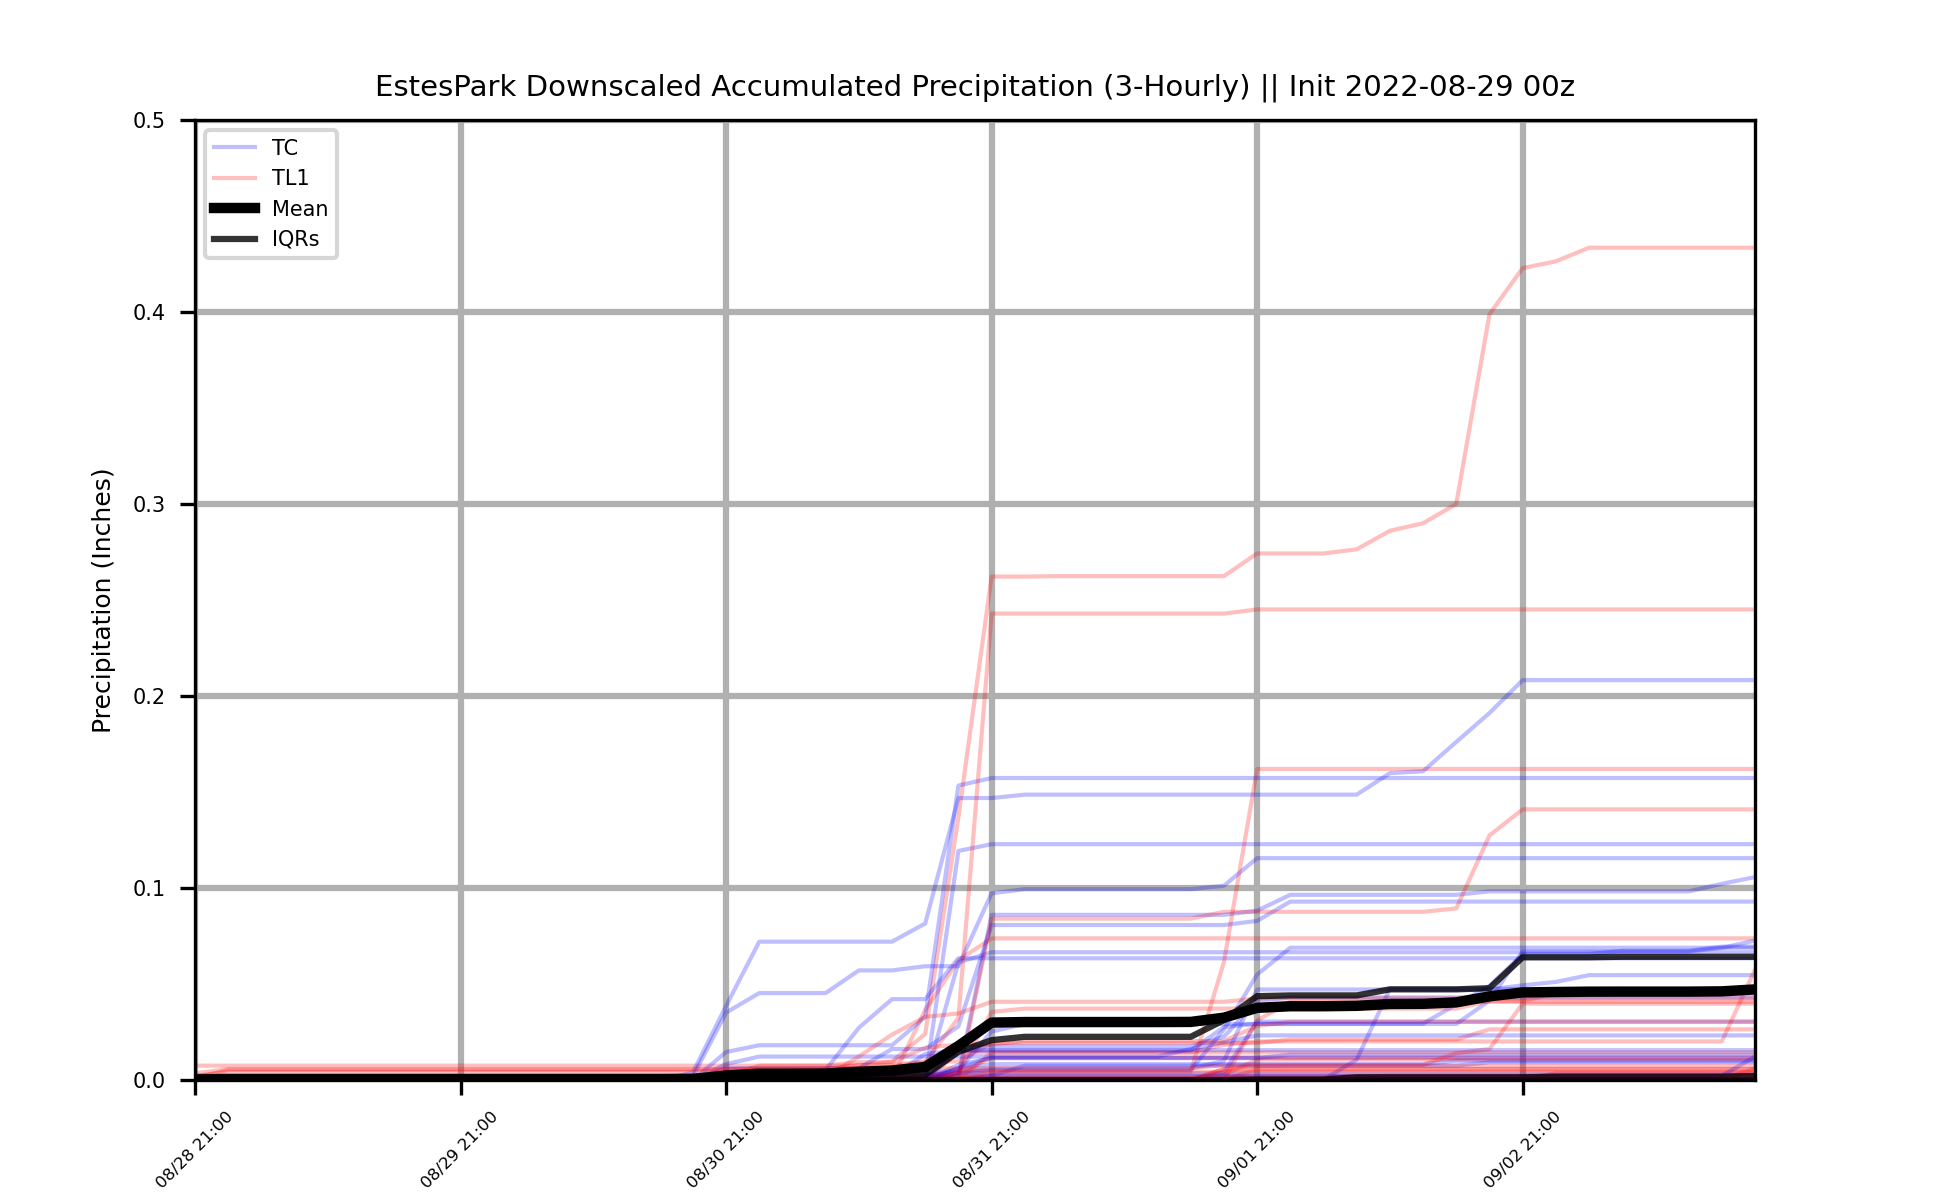 EstesPark Downscaled Accumulated Precipitation (3-Hourly) || Init 2022-08-29 00z
TC
TL1
Mean
IQRs
Precipitation (Inches)
0.5
0.4
0.3
0.2
0.1
0.0
08/28 21:00
08/29 21:00
08/30 21:00
08/31 21:00
09/01 21:00
09/02 21:00